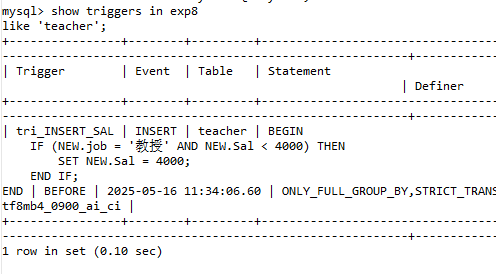 mysql> show triggers in exp8
like 'teacher';
+----------------+--------+---------+-------------------------------
---------------------------------------------------+----------------
| Trigger        | Event  | Table   | Statement
                                                   | Definer
+----------------+--------+---------+-------------------------------
---------------------------------------------------+----------------
| tri_INSERT_SAL | INSERT | teacher | BEGIN
    IF (NEW.job = '教授' AND NEW.Sal < 4000) THEN
        SET NEW.Sal = 4000;
    END IF;
END | BEFORE | 2025-05-16 11:34:06.60 | ONLY_FULL_GROUP_BY,STRICT_TRANS
tf8mb4_0900_ai_ci |
+----------------+--------+---------+-------------------------------
---------------------------------------------------+----------------
1 row in set (0.10 sec)